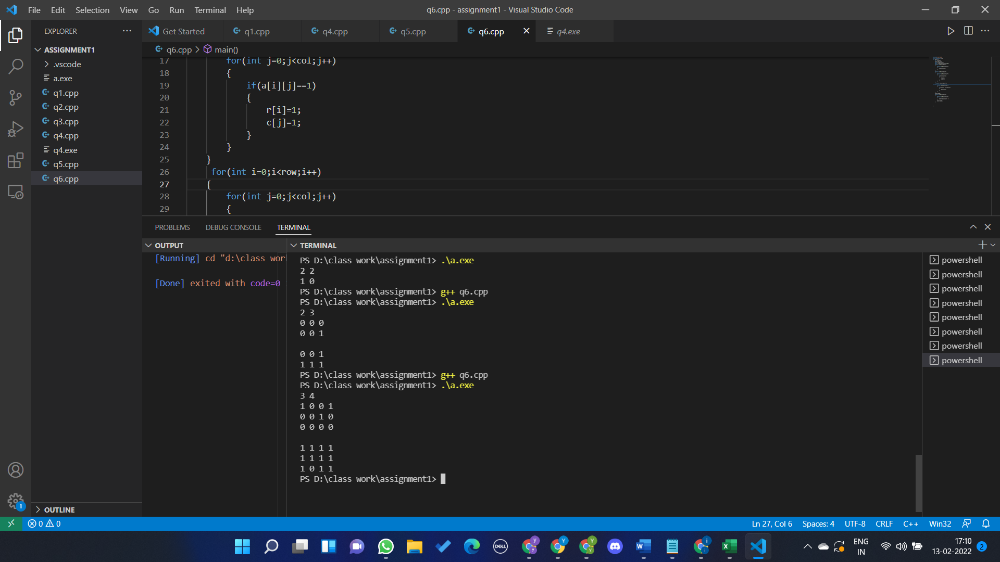 File Edit Selection View Go Run Terminal Help
q6.cpp - assignment1 - Visual Studio Code
EXPLORER
Get Started
q1.cpp
q4.cpp
q5.cpp
q6.cpp
q4.exe
ASSIGNMENT1
.vscode
a.exe
q1.cpp
q2.cpp
q3.cpp
q4.cpp
q4.exe
q5.cpp
q6.cpp
OUTLINE
q6.cpp > main()
17 for(int j=0;j<col;j++)
18 {
19 if(a[i][j]==1)
20 {
21 r[i]=1;
22 c[j]=1;
23 }
24 }
25 }
26 for(int i=0;i<row;i++)
27 {
28 for(int j=0;j<col;j++)
29 {
PROBLEMS DEBUG CONSOLE TERMINAL
OUTPUT
[Running] cd "d:\class wor
[Done] exited with code=0
TERMINAL
PS D:\class work\assignment1> .\a.exe
2 2
1 0
PS D:\class work\assignment1> g++ q6.cpp
PS D:\class work\assignment1> .\a.exe
2 3
0 0 0
0 0 1
0 0 1
1 1 1
PS D:\class work\assignment1> g++ q6.cpp
PS D:\class work\assignment1> .\a.exe
3 4
1 0 0 1
0 0 1 0
0 0 0 0
1 1 1 1
1 1 1 1
1 0 1 1
PS D:\class work\assignment1>
powershell
powershell
powershell
powershell
powershell
powershell
powershell
powershell
1
0 0
Ln 27, Col 6 Spaces: 4 UTF-8 CRLF C++ Win32
DELL
ENG
IN
17:10
13-02-2022
2